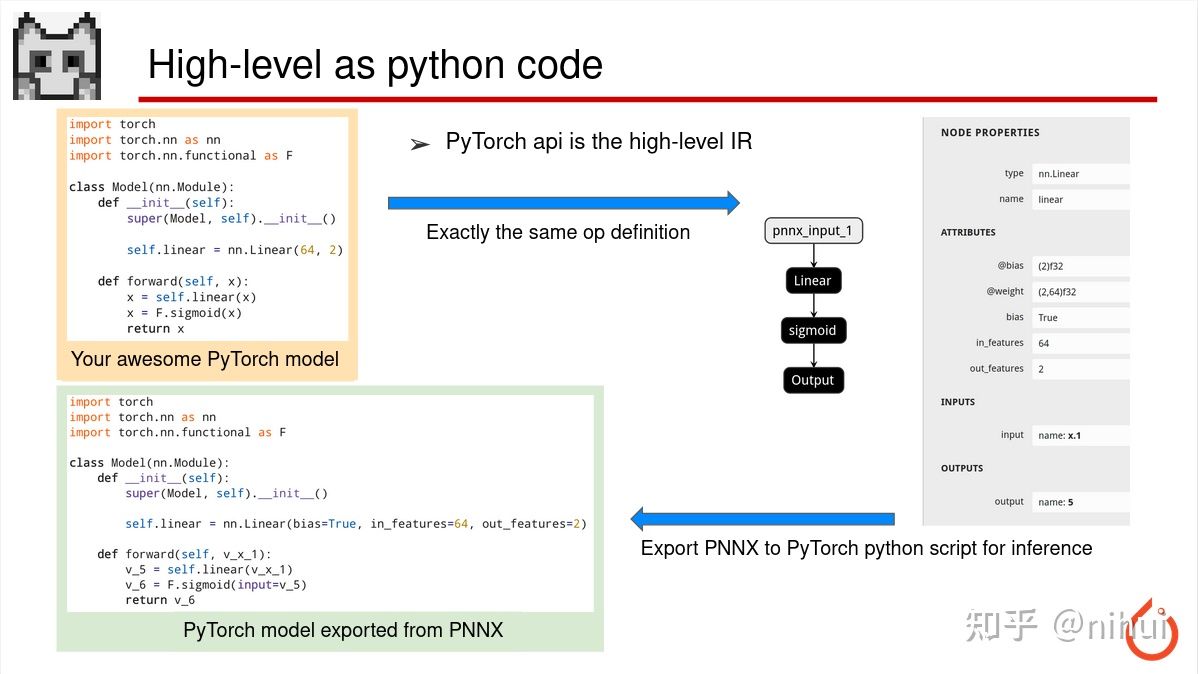 High-level as python code
import torch
import torch.nn as nn
import torch.nn.functional as F
class Model(nn.Module):
    def __init__(self):
        super(Model, self).__init__()
        self.linear = nn.Linear(64, 2)
    def forward(self, x):
        x = self.linear(x)
        x = F.sigmoid(x)
        return x
Your awesome PyTorch model
➢ PyTorch api is the high-level IR
Exactly the same op definition
pnnx_input_1
Linear
sigmoid
Output
NODE PROPERTIES
type nn.Linear
name linear
ATTRIBUTES
@bias (2)f32
@weight (2,64)f32
bias True
in_features 64
out_features 2
INPUTS
input name: x.1
OUTPUTS
output name: 5
import torch
import torch.nn as nn
import torch.nn.functional as F
class Model(nn.Module):
    def __init__(self):
        super(Model, self).__init__()
        self.linear = nn.Linear(bias=True, in_features=64, out_features=2)
    def forward(self, v_x_1):
        v_5 = self.linear(v_x_1)
        v_6 = F.sigmoid(input=v_5)
        return v_6
PyTorch model exported from PNNX
Export PNNX to PyTorch python script for inference
知乎 @nihui